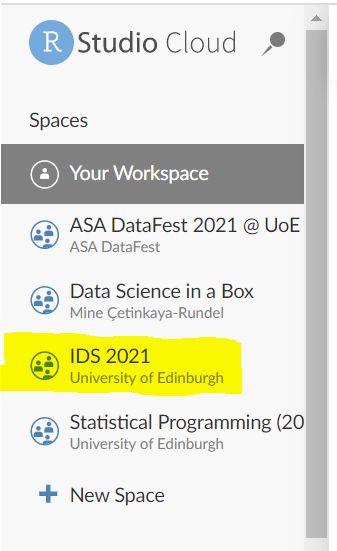 R Studio Cloud
Spaces
Your Workspace
ASA DataFest 2021 @ UoE
ASA DataFest
Data Science in a Box
Mine Çetinkaya-Rundel
IDS 2021
University of Edinburgh
Statistical Programming (20
University of Edinburgh
+ New Space